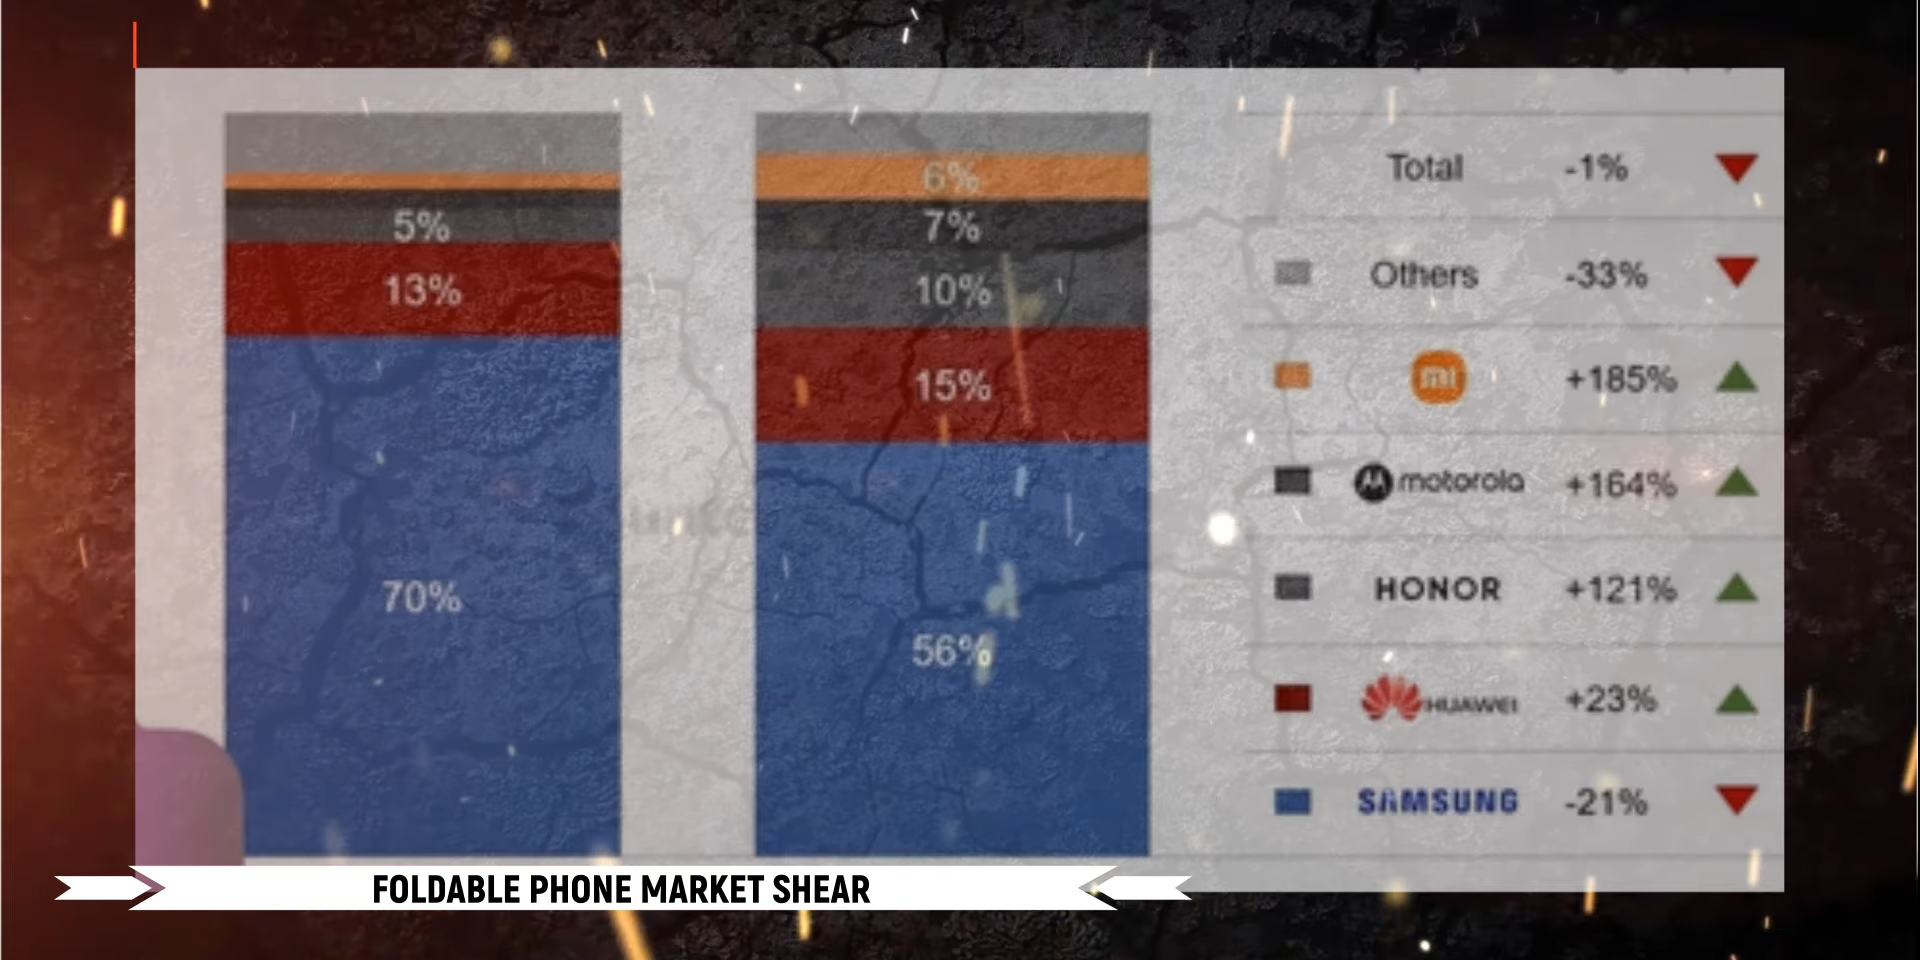 5%
13%
70%
6%
7%
10%
15%
56%
Total -1%
Others -33%
mi +185%
motorola +164%
HONOR +121%
HUAWEI +23%
SAMSUNG -21%
FOLDABLE PHONE MARKET SHEAR